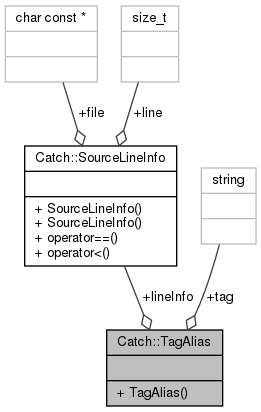 char const *
size_t
+file
+line
Catch::SourceLineInfo
+ SourceLineInfo()
+ SourceLineInfo()
+ operator==()
+ operator<()
string
+lineInfo
+tag
Catch::TagAlias
+ TagAlias()